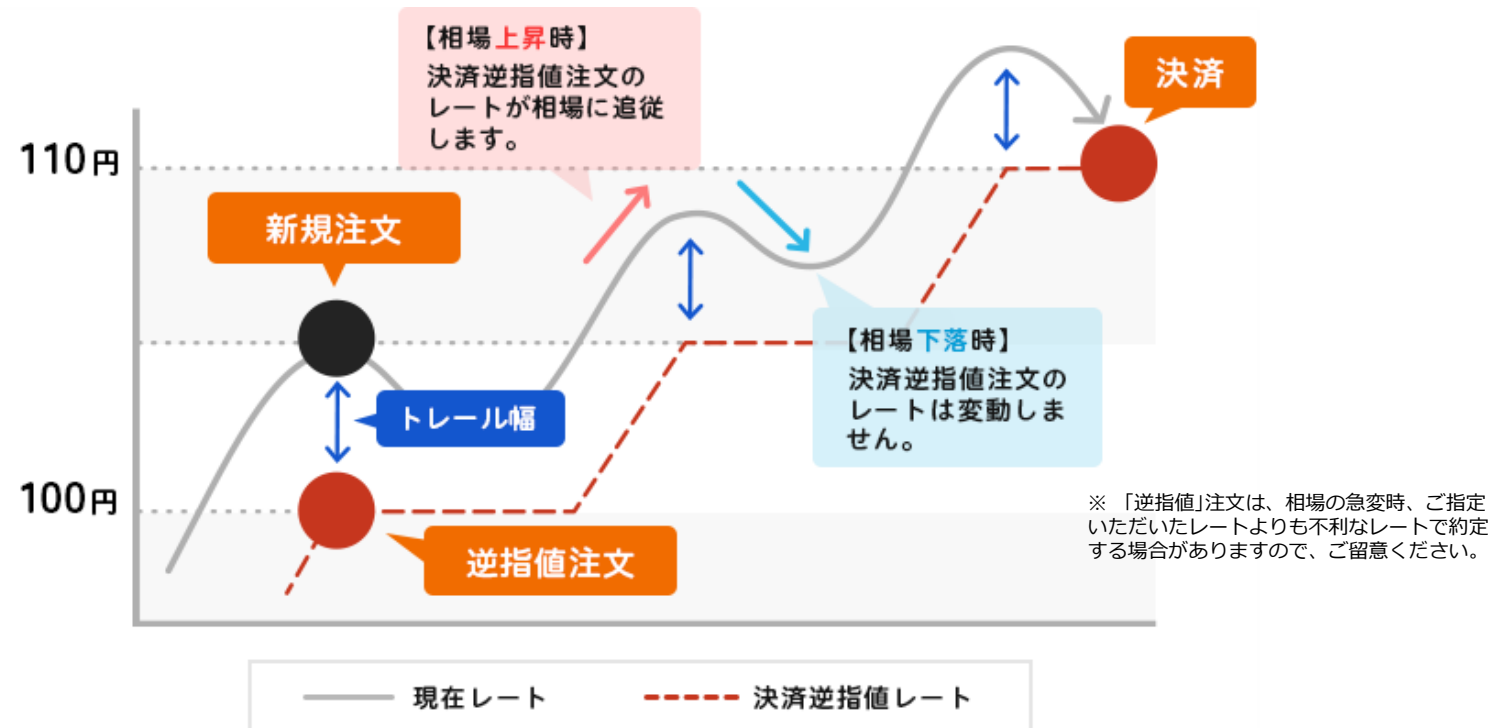 【相場上昇時】
決済逆指値注文の
レートが相場に追従
します。
決済
110円
新規注文
【相場下落時】
決済逆指値注文の
レートは変動しま
せん。
トレール幅
100円
逆指値注文
※ 「逆指値」注文は、相場の急変時、ご指定
いただいたレートよりも不利なレートで約定
する場合がありますので、ご留意ください。
現在レート
決済逆指値レート